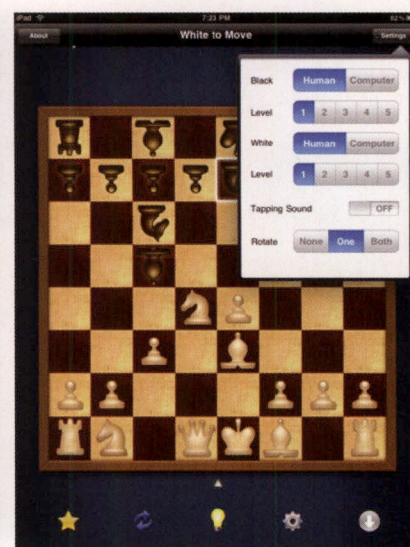 iPad
7:23 PM
82%
About
White to Move
Settings
Black
Human
Computer
Level
1 2 3 4 5
White
Human
Computer
Level
1 2 3 4 5
Tapping Sound
OFF
Rotate
None
One
Both